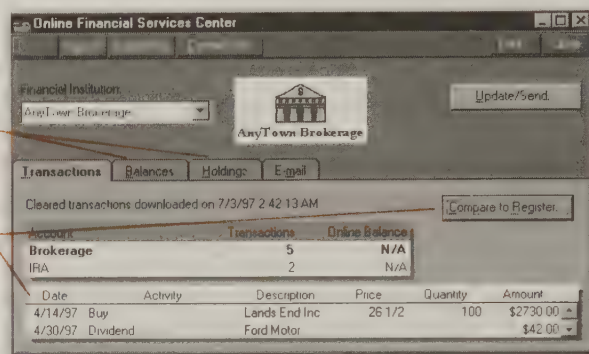 Online Financial Services Center
Financial Institution:
AnyTown Brokerage
AnyTown Brokerage
Update/Send.
Transactions Balances Holdings E-mail
Cleared transactions downloaded on 7/3/97 2 42 13 AM
Compare to Register.
Account Transactions Online Balance
Brokerage 5 N/A
IRA 2 N/A
Date Activity Description Price Quantity Amount
4/14/97 Buy Lands End Inc 26 1/2 100 $2730 00
4/30/97 Dividend Ford Motor $42 00